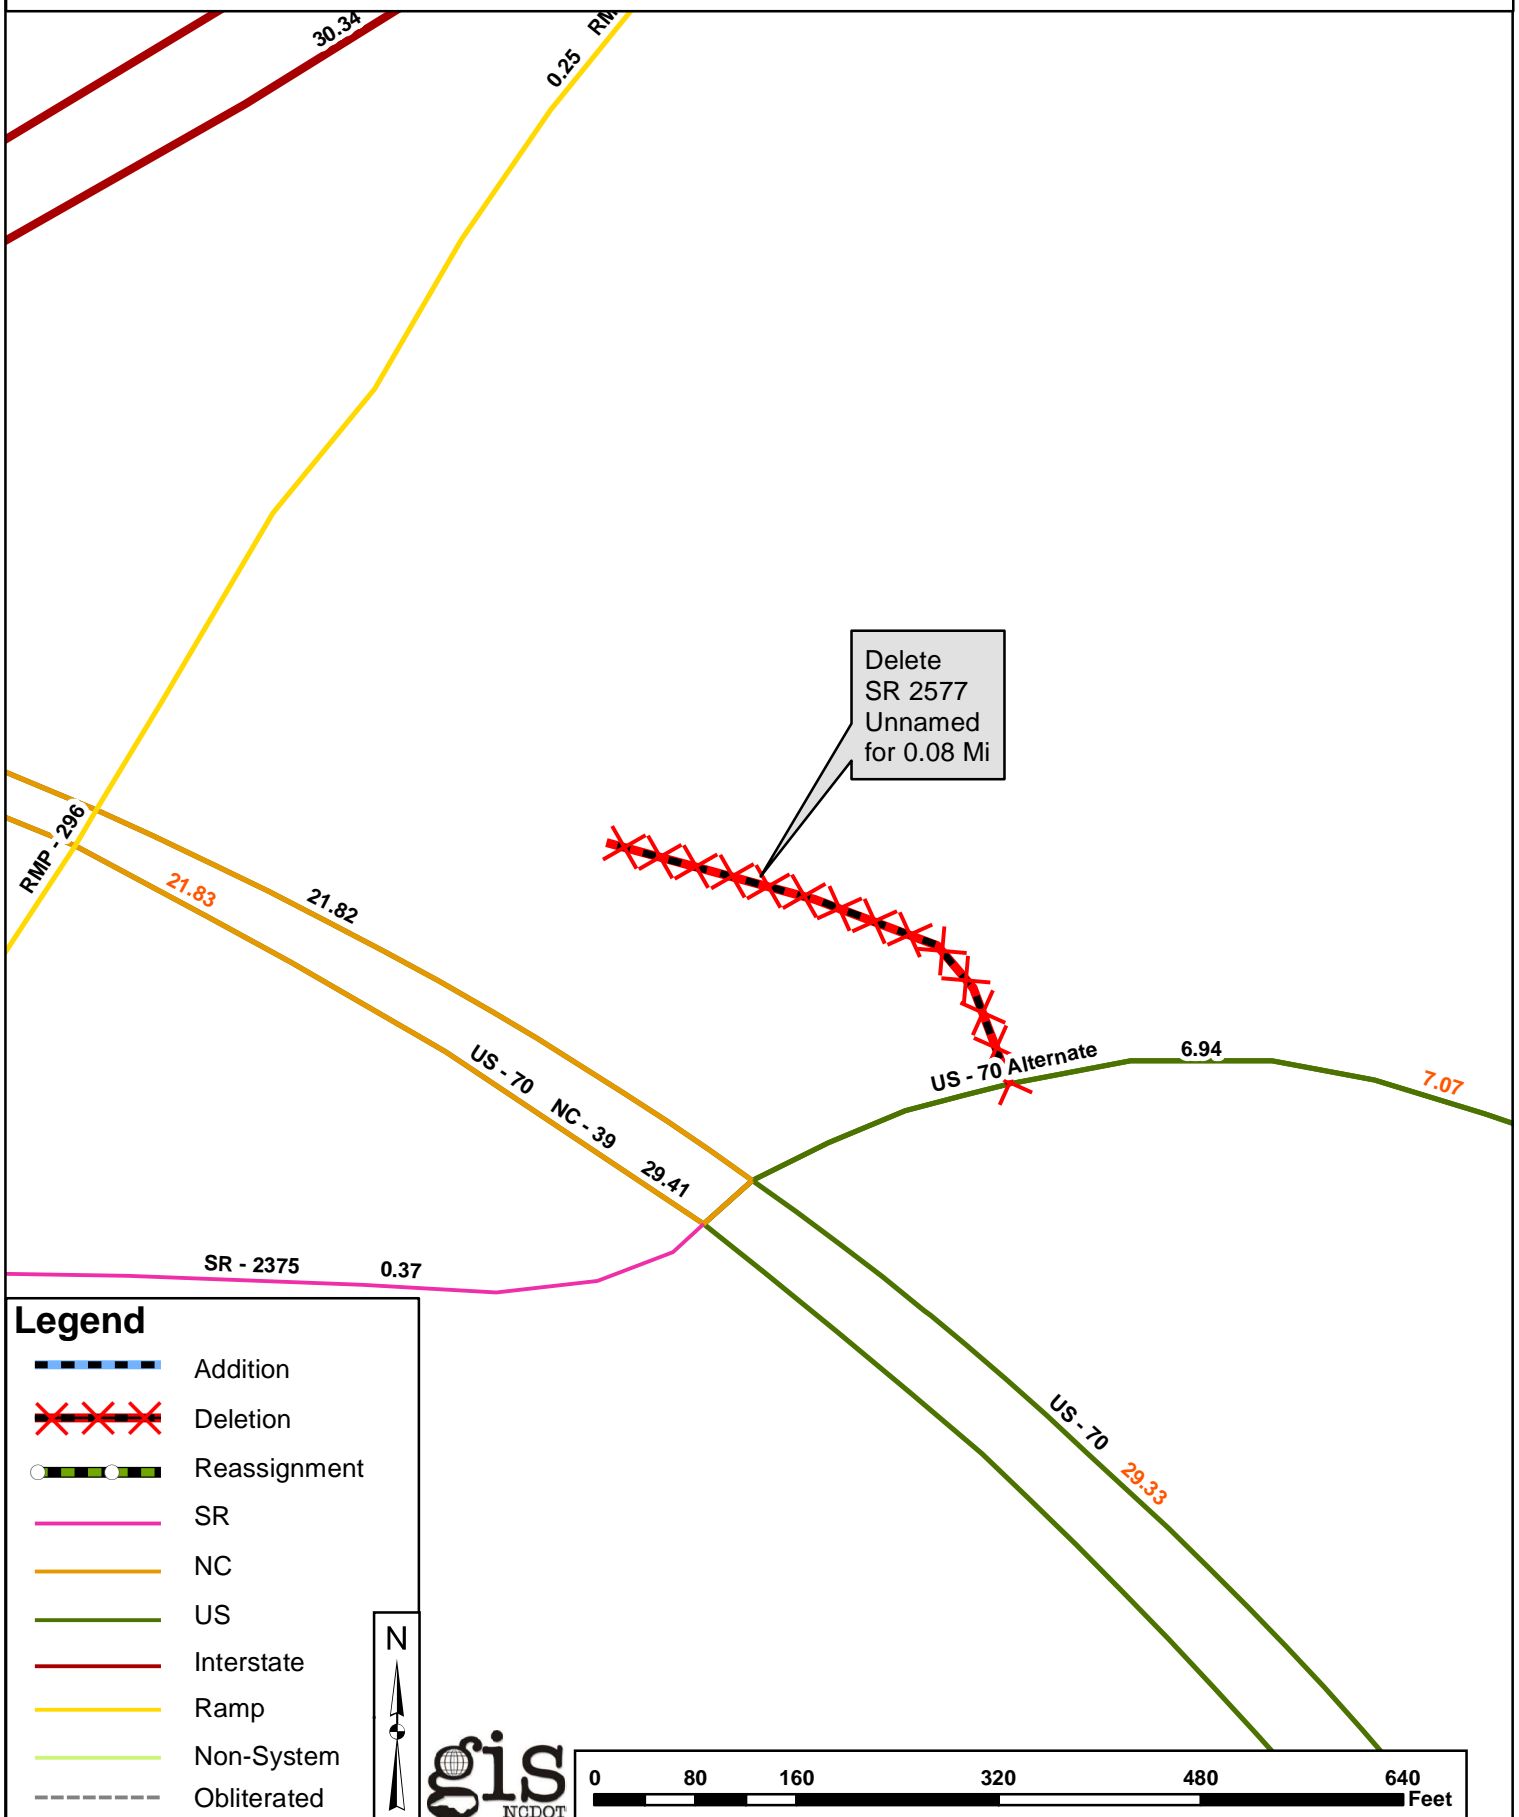 30.34
0.25
RM
Delete
SR 2577
Unnamed
for 0.08 Mi
RMP - 296
21.83
21.82
US - 70 NC - 39 29.41
US - 70 Alternate
6.94
7.07
SR - 2375 0.37
US - 70 29.33
Legend
Addition
Deletion
Reassignment
SR
NC
US
Interstate
Ramp
Non-System
Obliterated
N
gis
NCDOT
0 80 160 320 480 640
Feet